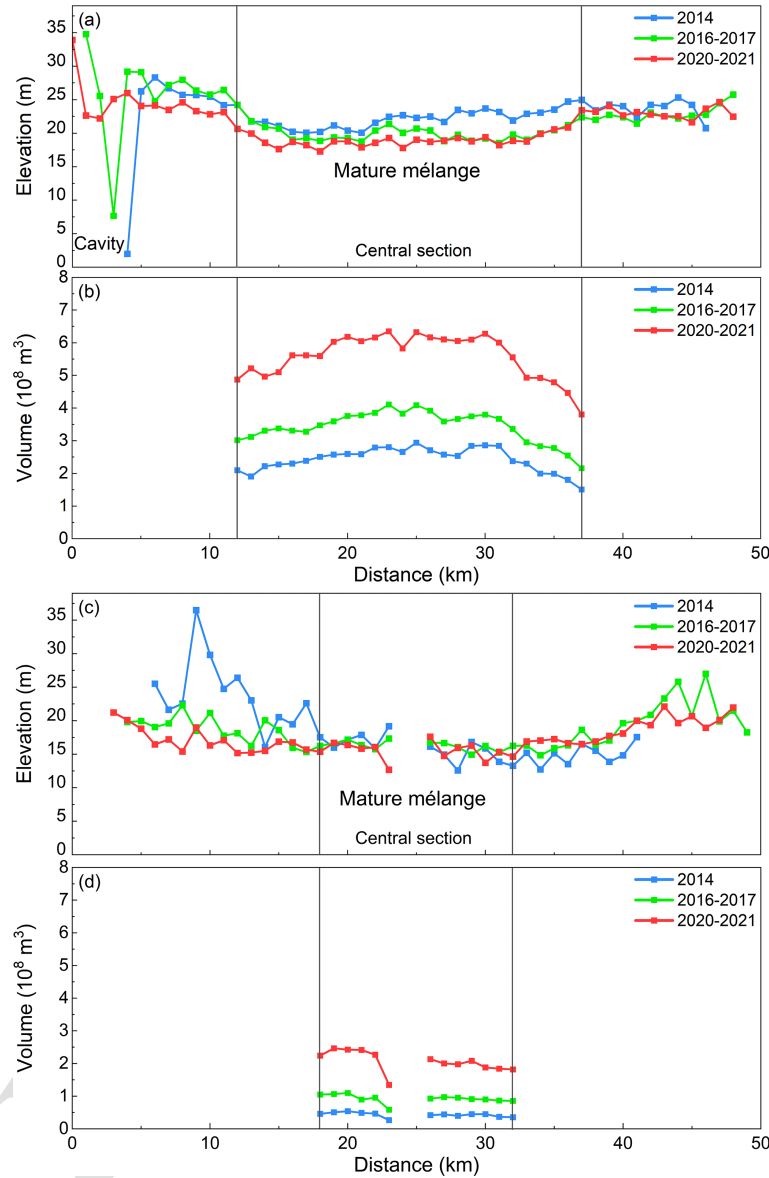 (a)
2014
2016-2017
2020-2021
35
30
25
20
15
10
5
0
Elevation (m)
Mature mélange
Cavity
Central section
(b)
2014
2016-2017
2020-2021
8
7
6
5
4
3
2
1
0
Volume (10⁸ m³)
0 10 20 30 40 50
Distance (km)
(c)
2014
2016-2017
2020-2021
35
30
25
20
15
10
5
0
Elevation (m)
Mature mélange
Central section
(d)
2014
2016-2017
2020-2021
8
7
6
5
4
3
2
1
0
Volume (10⁸ m³)
0 10 20 30 40 50
Distance (km)